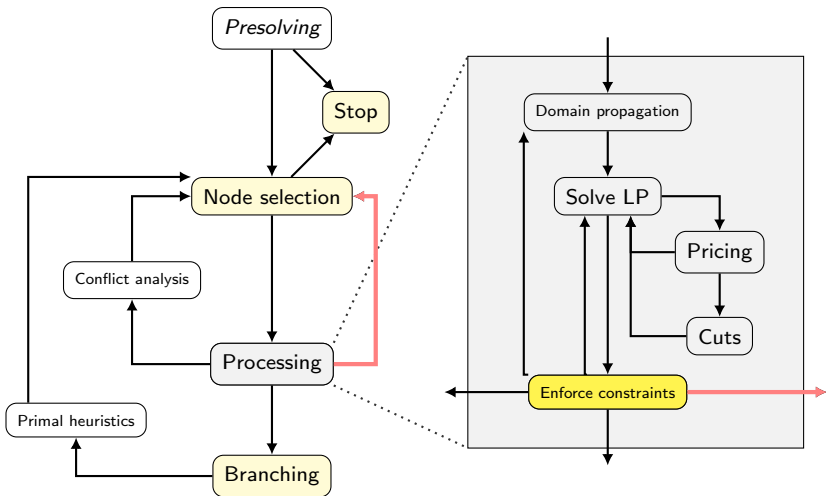 Presolving
Stop
Node selection
Conflict analysis
Processing
Primal heuristics
Branching
Domain propagation
Solve LP
Pricing
Cuts
Enforce constraints